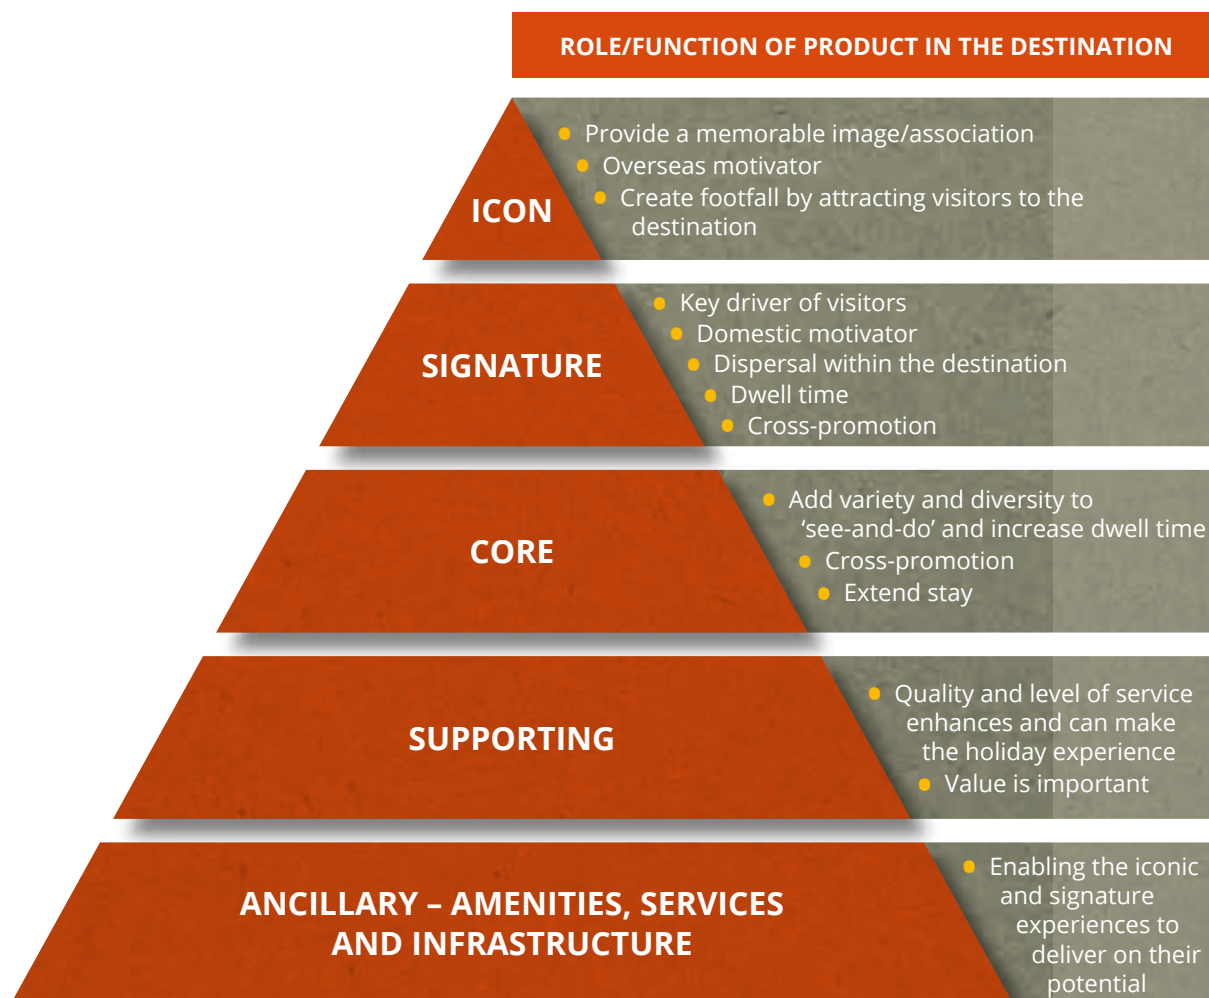 ROLE/FUNCTION OF PRODUCT IN THE DESTINATION
ICON
• Provide a memorable image/association
• Overseas motivator
• Create footfall by attracting visitors to the
destination
SIGNATURE
• Key driver of visitors
• Domestic motivator
• Dispersal within the destination
• Dwell time
• Cross-promotion
CORE
• Add variety and diversity to
‘see-and-do’ and increase dwell time
• Cross-promotion
• Extend stay
SUPPORTING
• Quality and level of service
enhances and can make
the holiday experience
• Value is important
ANCILLARY – AMENITIES, SERVICES
AND INFRASTRUCTURE
• Enabling the iconic
and signature
experiences to
deliver on their
potential